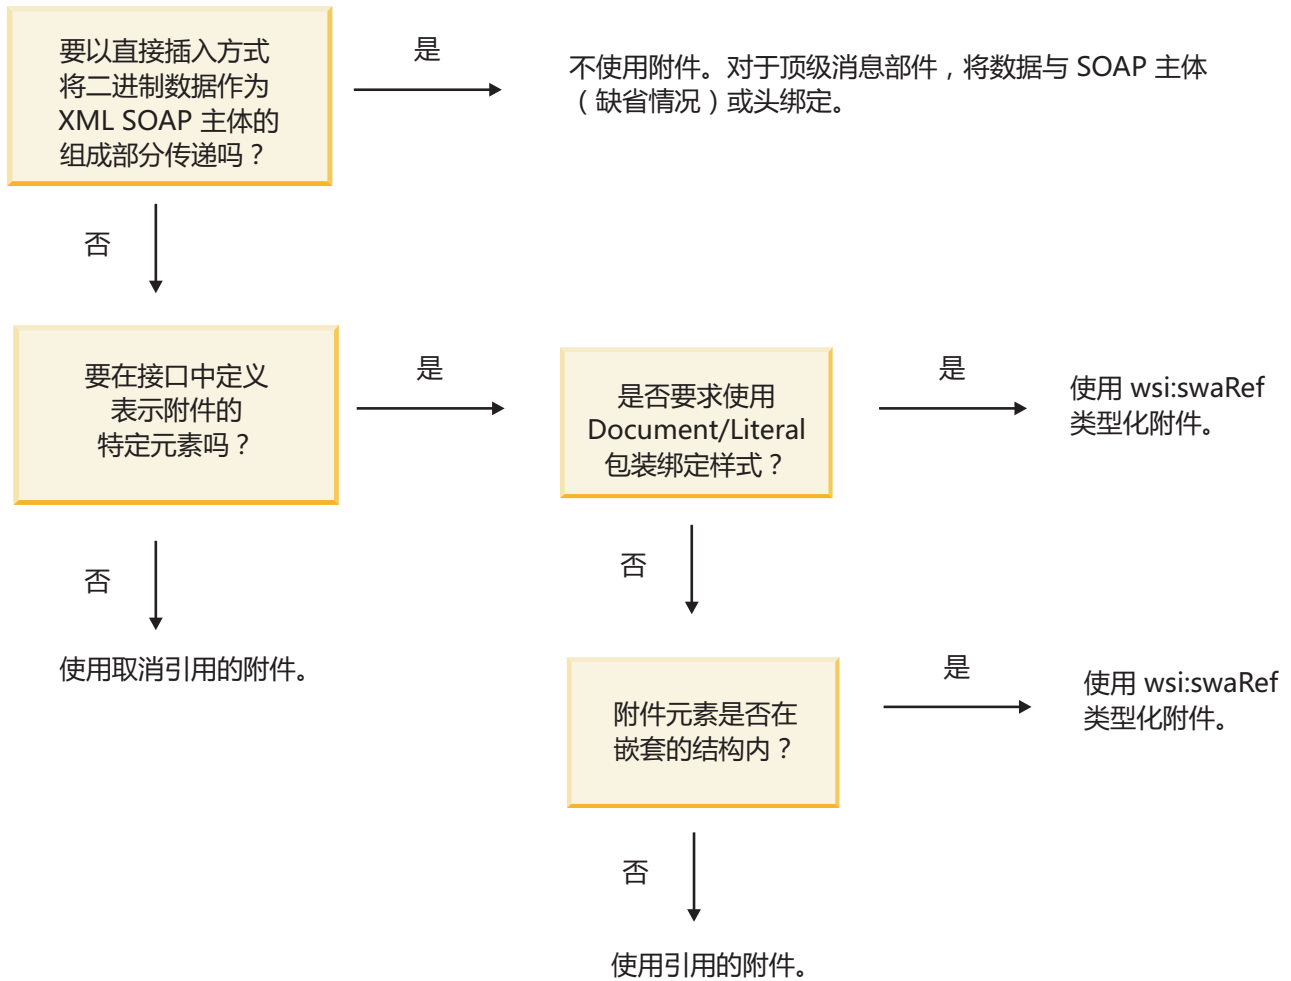 要以直接插入方式
将二进制数据作为
XML SOAP 主体的
组成部分传递吗？
是
不使用附件。对于顶级消息部件，将数据与 SOAP 主体
（缺省情况）或头绑定。
否
要在接口中定义
表示附件的
特定元素吗？
是
是否要求使用
Document/Literal
包装绑定样式？
是
使用 wsi:swaRef
类型化附件。
否
使用取消引用的附件。
否
附件元素是否在
嵌套的结构内？
是
使用 wsi:swaRef
类型化附件。
否
使用引用的附件。